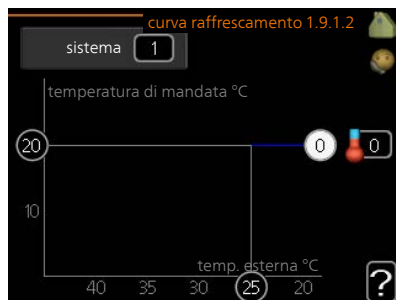 curva raffrescamento 1.9.1.2
sistema 1
temperatura di mandata °C
20
0
0
10
temp. esterna °C
40 35 30 25 20
?